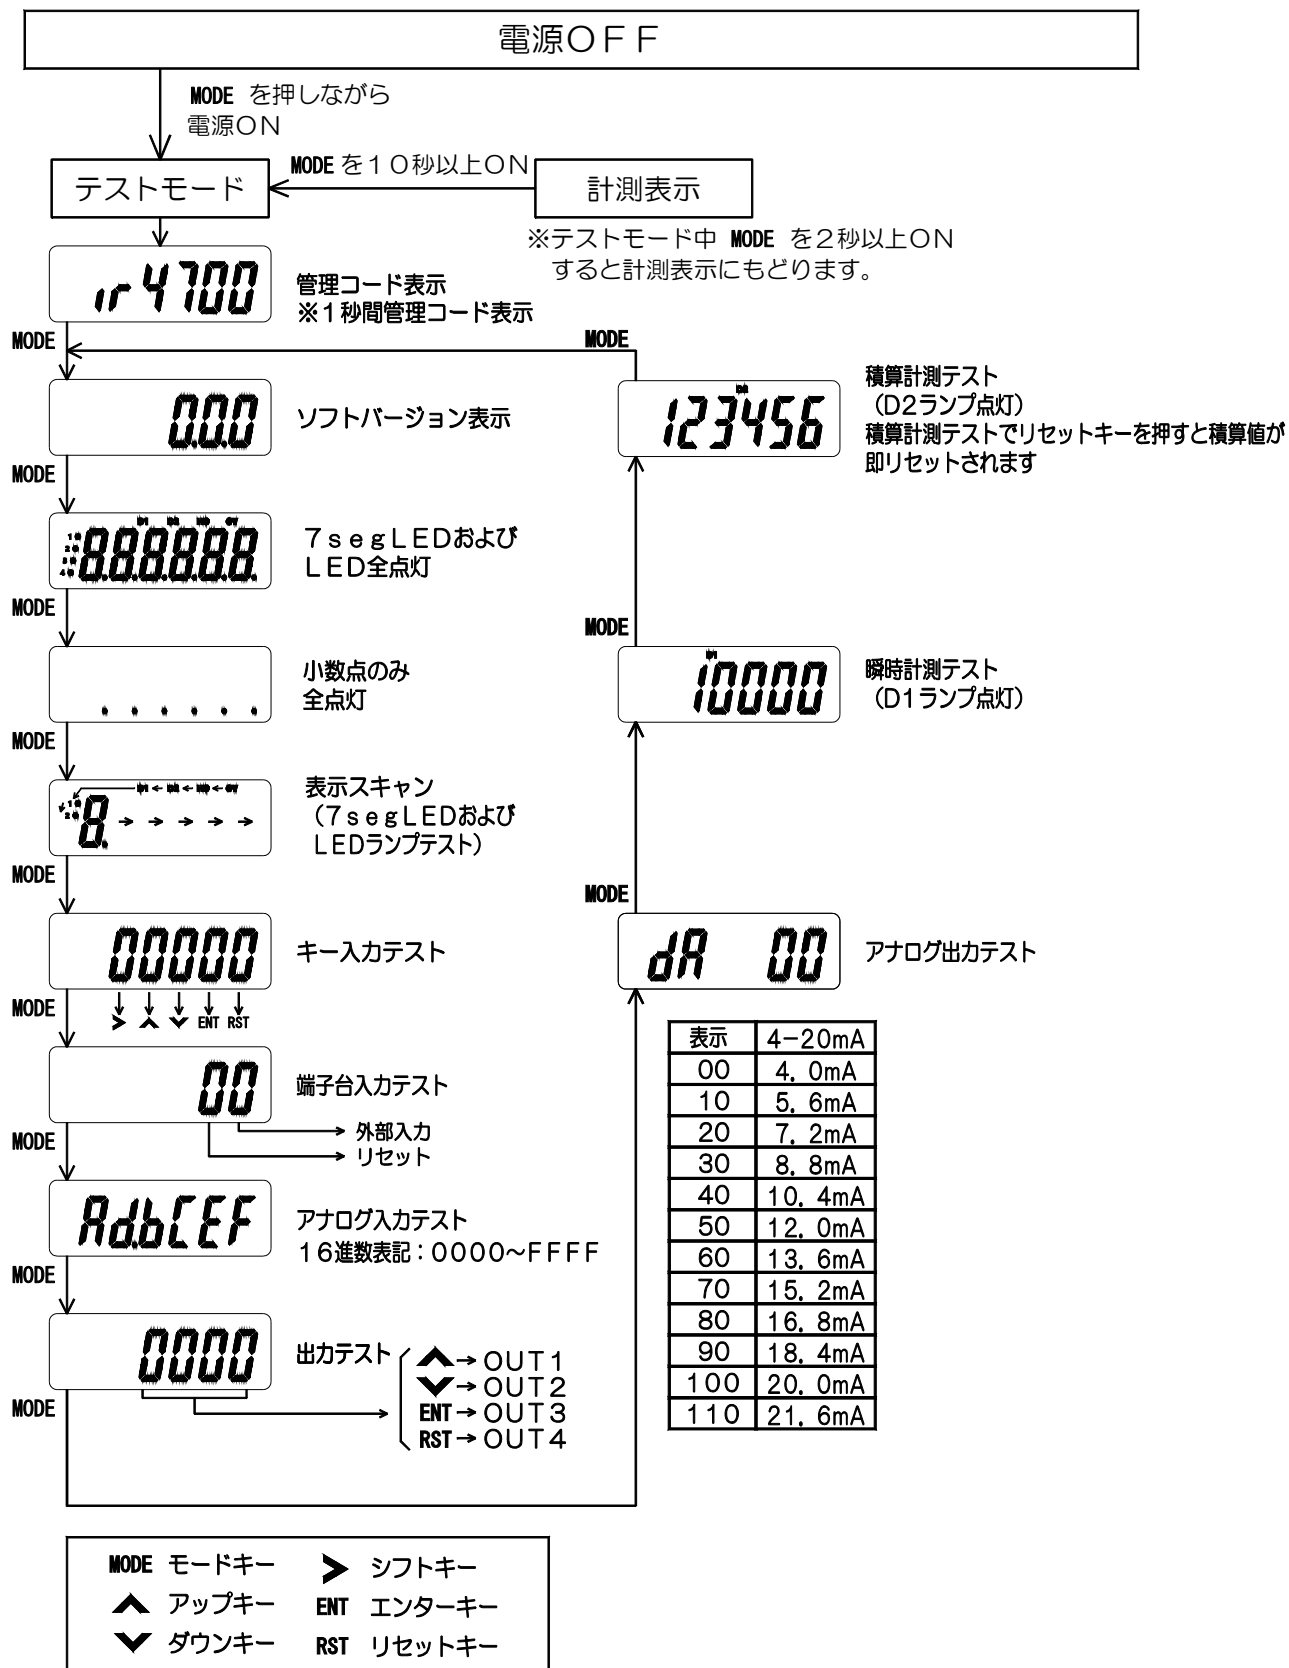 電源OFF
MODE を押しながら
電源ON
テストモード
MODE を10秒以上ON
計測表示
※テストモード中 MODE を2秒以上ON
すると計測表示にもどります。
ir4700
管理コード表示
※1秒間管理コード表示
MODE
0.0.0
ソフトバージョン表示
MODE
D1 D2 HD CT
8.8.8.8.8.8.
7segLEDおよび
LED全点灯
MODE
. . . . . .
小数点のみ
全点灯
MODE
8. → → → → →
表示スキャン
(7segLEDおよび
LEDランプテスト)
MODE
00000
キー入力テスト
ENT RST
MODE
00
端子台入力テスト
外部入力
リセット
MODE
Ad.bCEF
アナログ入力テスト
16進数表記:0000~FFFF
MODE
0000
出力テスト
→OUT1
→OUT2
ENT→OUT3
RST→OUT4
MODE
MODE
D2
123456
積算計測テスト
(D2ランプ点灯)
積算計測テストでリセットキーを押すと積算値が
即リセットされます
MODE
D1
10000
瞬時計測テスト
(D1ランプ点灯)
MODE
dA 00
アナログ出力テスト
表示 4-20mA
00 4.0mA
10 5.6mA
20 7.2mA
30 8.8mA
40 10.4mA
50 12.0mA
60 13.6mA
70 15.2mA
80 16.8mA
90 18.4mA
100 20.0mA
110 21.6mA
MODE モードキー > シフトキー
アップキー ENT エンターキー
ダウンキー RST リセットキー